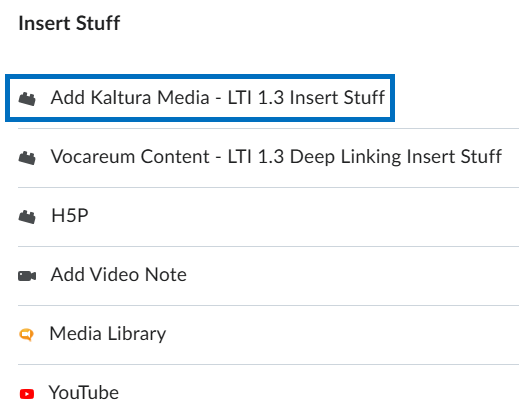 Insert Stuff
Add Kaltura Media - LTI 1.3 Insert Stuff
Vocareum Content - LTI 1.3 Deep Linking Insert Stuff
H5P
Add Video Note
Media Library
YouTube